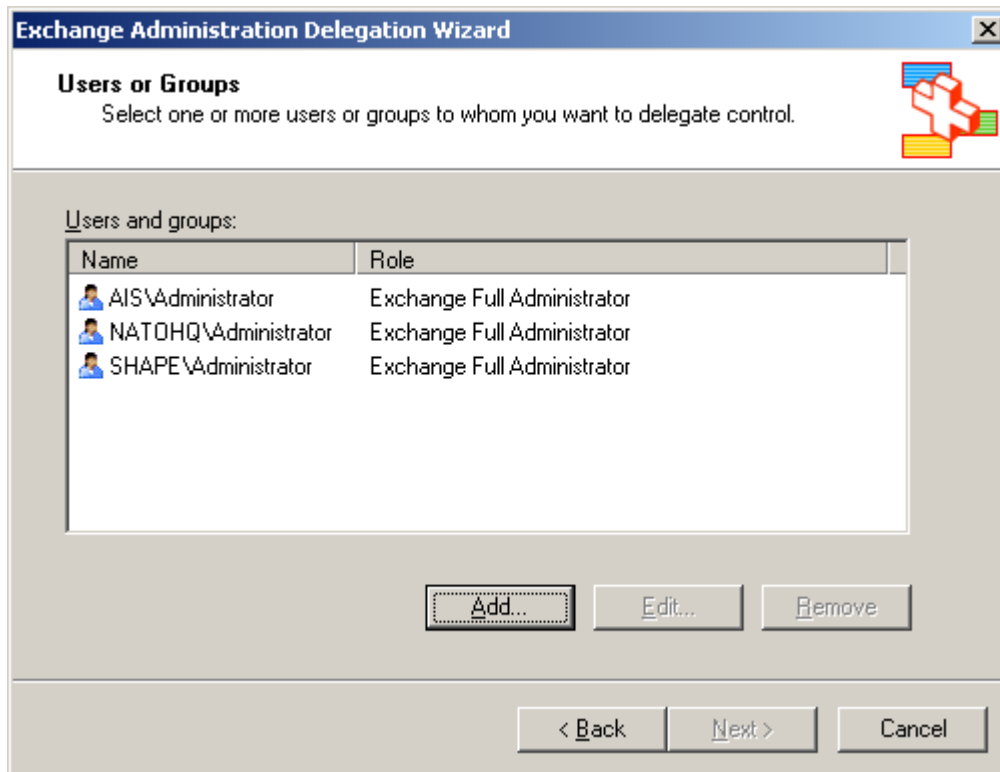 Exchange Administration Delegation Wizard
Users or Groups
Select one or more users or groups to whom you want to delegate control.
Users and groups:
Name Role
AIS\Administrator Exchange Full Administrator
NATOHQ\Administrator Exchange Full Administrator
SHAPE\Administrator Exchange Full Administrator
Add... Edit... Remove
< Back Next > Cancel